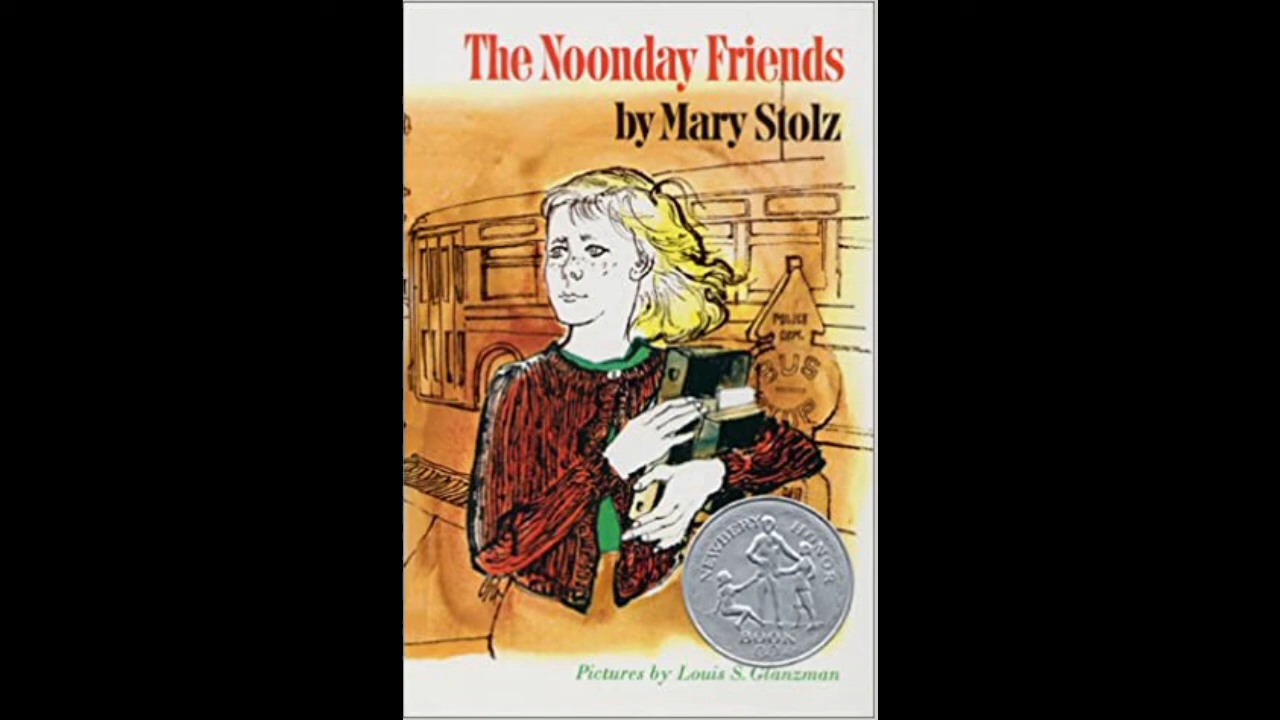 The Noonday Friends
by Mary Stolz
POLICE
DEPT.
BUS
STOP
NEWBERY HONOR
BOOK
Pictures by Louis S. Glanzman